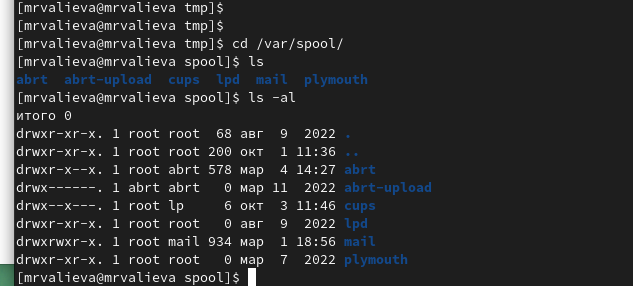 [mrvalieva@mrvalieva tmp]$
[mrvalieva@mrvalieva tmp]$
[mrvalieva@mrvalieva tmp]$ cd /var/spool/
[mrvalieva@mrvalieva spool]$ ls
abrt  abrt-upload  cups  lpd  mail  plymouth
[mrvalieva@mrvalieva spool]$ ls -al
итого 0
drwxr-xr-x. 1 root root  68 авг  9  2022 .
drwxr-xr-x. 1 root root 200 окт  1 11:36 ..
drwxr-x--x. 1 root abrt 578 мар  4 14:27 abrt
drwx------. 1 abrt abrt   0 мар 11  2022 abrt-upload
drwx--x---. 1 root lp     6 окт  3 11:46 cups
drwxr-xr-x. 1 root root   0 авг  9  2022 lpd
drwxrwxr-x. 1 root mail 934 мар  1 18:56 mail
drwxr-xr-x. 1 root root   0 мар  7  2022 plymouth
[mrvalieva@mrvalieva spool]$